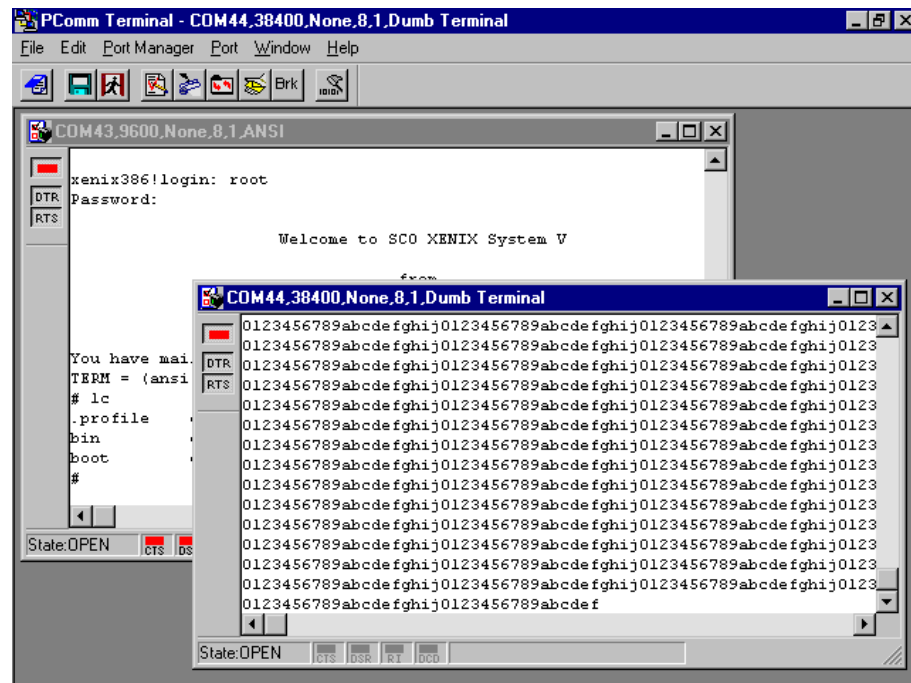 PComm Terminal - COM44,38400,None,8,1,Dumb Terminal
File Edit Port Manager Port Window Help
Brk
COM43,9600,None,8,1,ANSI
DTR
RTS
xenix386!login: root
Password:
Welcome to SCO XENIX System V
from
You have mai
TERM = (ansi
# lc
.profile
bin
boot
#
State:OPEN CTS
COM44,38400,None,8,1,Dumb Terminal
DTR
RTS
0123456789abcdefghij0123456789abcdefghij0123456789abcdefghij0123
0123456789abcdefghij0123456789abcdefghij0123456789abcdefghij0123
0123456789abcdefghij0123456789abcdefghij0123456789abcdefghij0123
0123456789abcdefghij0123456789abcdefghij0123456789abcdefghij0123
0123456789abcdefghij0123456789abcdefghij0123456789abcdefghij0123
0123456789abcdefghij0123456789abcdefghij0123456789abcdefghij0123
0123456789abcdefghij0123456789abcdefghij0123456789abcdefghij0123
0123456789abcdefghij0123456789abcdefghij0123456789abcdefghij0123
0123456789abcdefghij0123456789abcdefghij0123456789abcdefghij0123
0123456789abcdefghij0123456789abcdefghij0123456789abcdefghij0123
0123456789abcdefghij0123456789abcdefghij0123456789abcdefghij0123
0123456789abcdefghij0123456789abcdefghij0123456789abcdefghij0123
0123456789abcdefghij0123456789abcdefghij0123456789abcdefghij0123
0123456789abcdefghij0123456789abcdefghij0123456789abcdefghij0123
0123456789abcdefghij0123456789abcdef
State:OPEN CTS DSR RI DCD